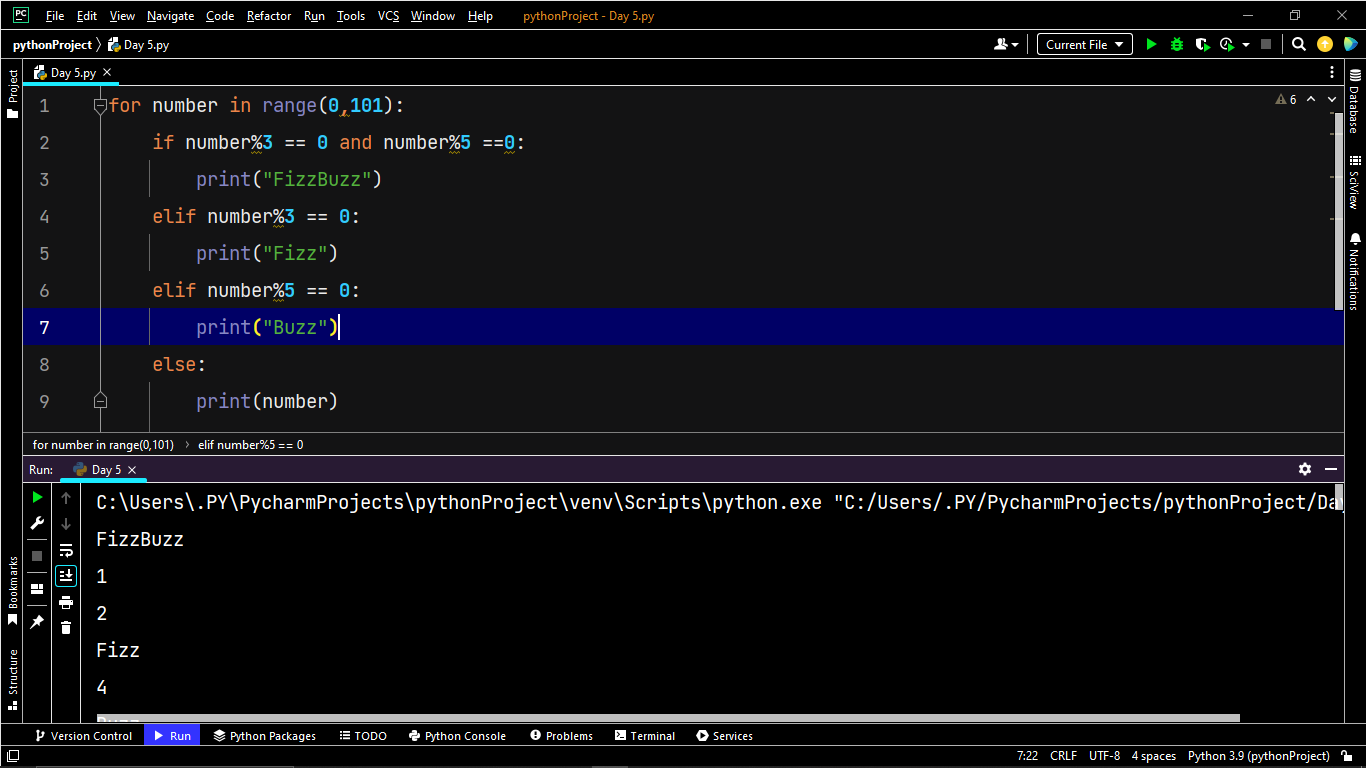 PC File Edit View Navigate Code Refactor Run Tools VCS Window Help pythonProject - Day 5.py
pythonProject Day 5.py Current File
Project
Day 5.py
1 for number in range(0,101): 6
2 if number%3 == 0 and number%5 ==0:
3 print("FizzBuzz")
4 elif number%3 == 0:
5 print("Fizz")
6 elif number%5 == 0:
7 print("Buzz")
8 else:
9 print(number)
Database
SciView
Notifications
for number in range(0,101) › elif number%5 == 0
Run: Day 5
C:\Users\.PY\PycharmProjects\pythonProject\venv\Scripts\python.exe "C:/Users/.PY/PycharmProjects/pythonProject/Da
FizzBuzz
1
2
Fizz
4
Bookmarks
Structure
Version Control Run Python Packages TODO Python Console Problems Terminal Services
7:22 CRLF UTF-8 4 spaces Python 3.9 (pythonProject)